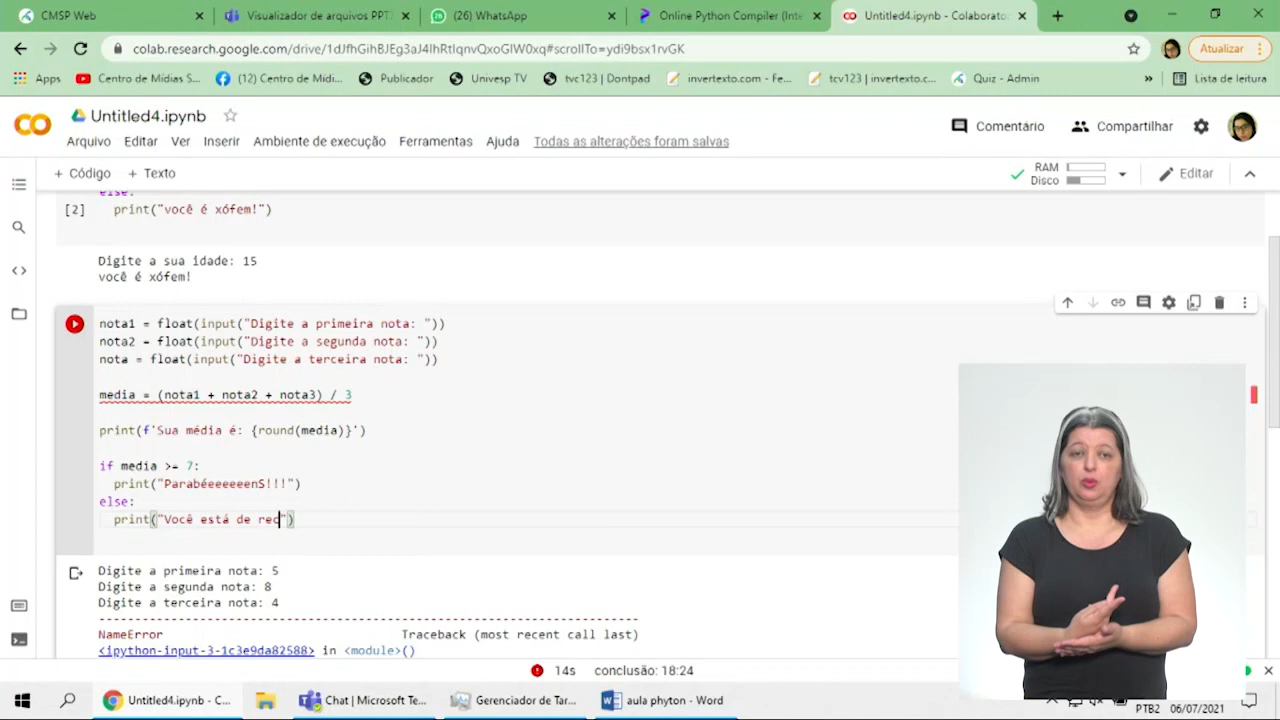 CMSP Web
Visualizador de arquivos PPT
(26) WhatsApp
Online Python Compiler (Inte
Untitled4.ipynb - Colaborato
colab.research.google.com/drive/1dJfhGihBJEg3aJ4lhRtIqnvQxoGlW0xq#scrollTo=ydi9bsx1rvGK
Atualizar
Apps
Centro de Mídias S...
(12) Centro de Mídi...
Publicador
Univesp TV
tvc123 | Dontpad
invertexto.com - Fe...
tcv123 | invertexto.c...
Quiz - Admin
»
Lista de leitura
Untitled4.ipynb
Arquivo Editar Ver Inserir Ambiente de execução Ferramentas Ajuda Todas as alterações foram salvas
Comentário
Compartilhar
+ Código + Texto
RAM
Disco
Editar
else:
[2] print("você é xófem!")
Digite a sua idade: 15
você é xófem!
nota1 = float(input("Digite a primeira nota: "))
nota2 = float(input("Digite a segunda nota: "))
nota = float(input("Digite a terceira nota: "))
media = (nota1 + nota2 + nota3) / 3
print(f'Sua média é: {round(media)}')
if media >= 7:
print("ParabéeeeeenS!!!")
else:
print("Você está de rec")
Digite a primeira nota: 5
Digite a segunda nota: 8
Digite a terceira nota: 4
---------------------------------------------------------------------------
NameError Traceback (most recent call last)
<ipython-input-3-1c3e9da82588> in <module>()
14s conclusão: 18:24
Untitled4.ipynb - C...
Chat | Microsoft Te...
Gerenciador de Tar...
aula phyton - Word
PTB2 06/07/2021